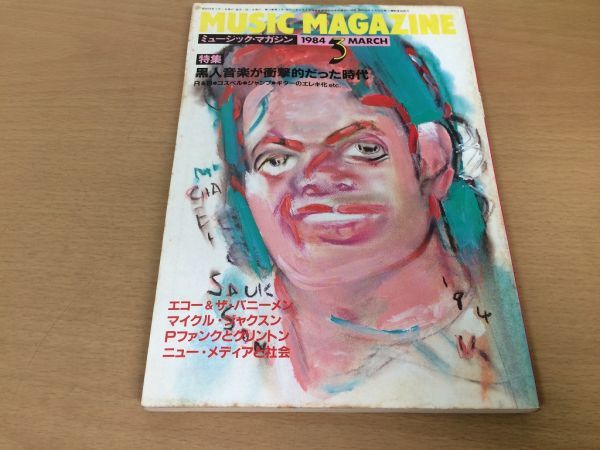 MUSIC MAGAZINE
ミュージック・マガジン 1984 3 MARCH
特集
黒人音楽が衝撃的だった時代
R&B●ゴスペル●ジャンプ●ギターのエレキ化 etc.
エコー&ザ・バニーメン
マイクル・ジャクスン
Pファンクとクリントン
ニュー・メディアと社会